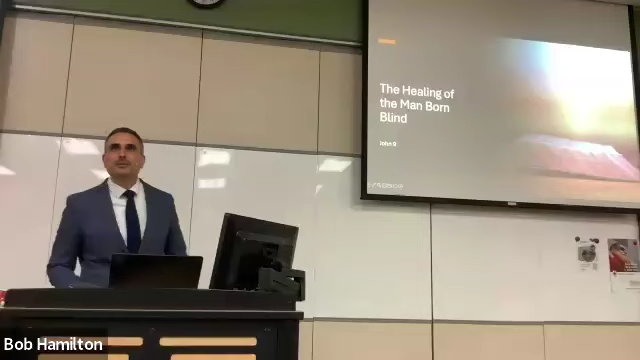 The Healing of
the Man Born
Blind
John 9
Bob Hamilton